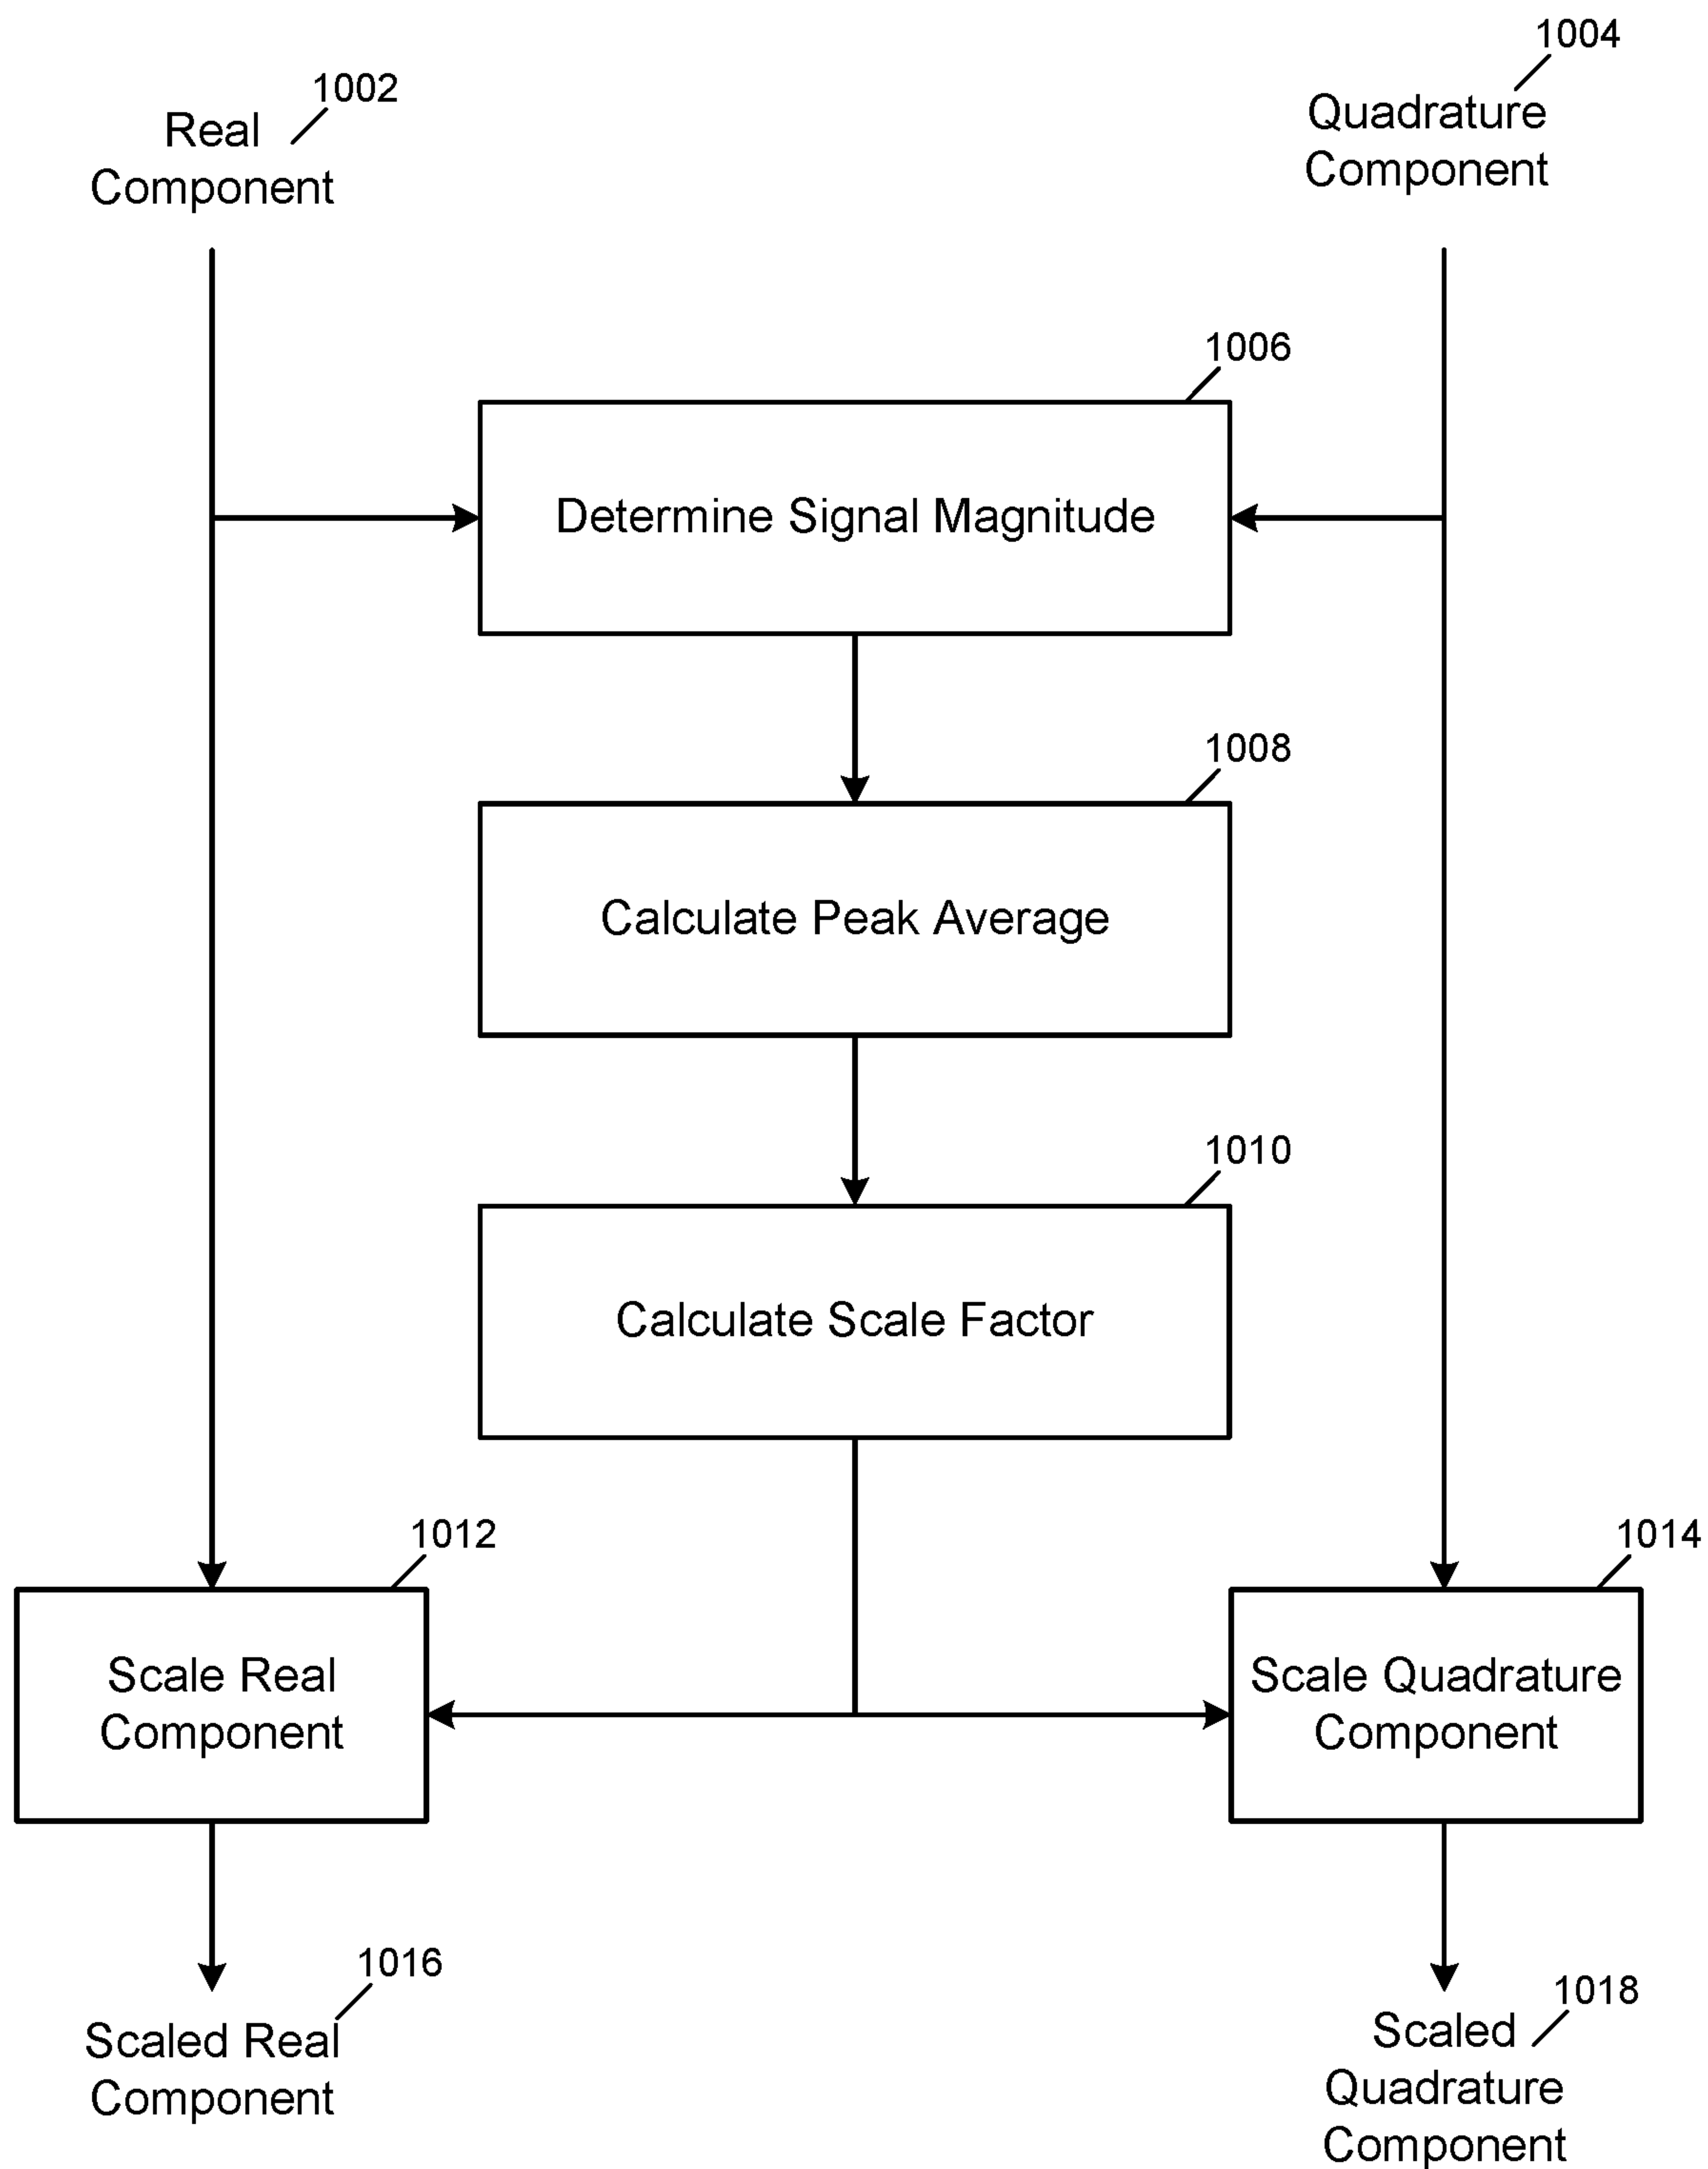 1004
1002
Quadrature
Component
Real
Component
1006
Determine Signal Magnitude
1008
Calculate Peak Average
1010
Calculate Scale Factor
1012
1014
Scale Real
Component
Scale Quadrature
Component
1016
1018
Scaled Real
Component
Scaled
Quadrature
Component